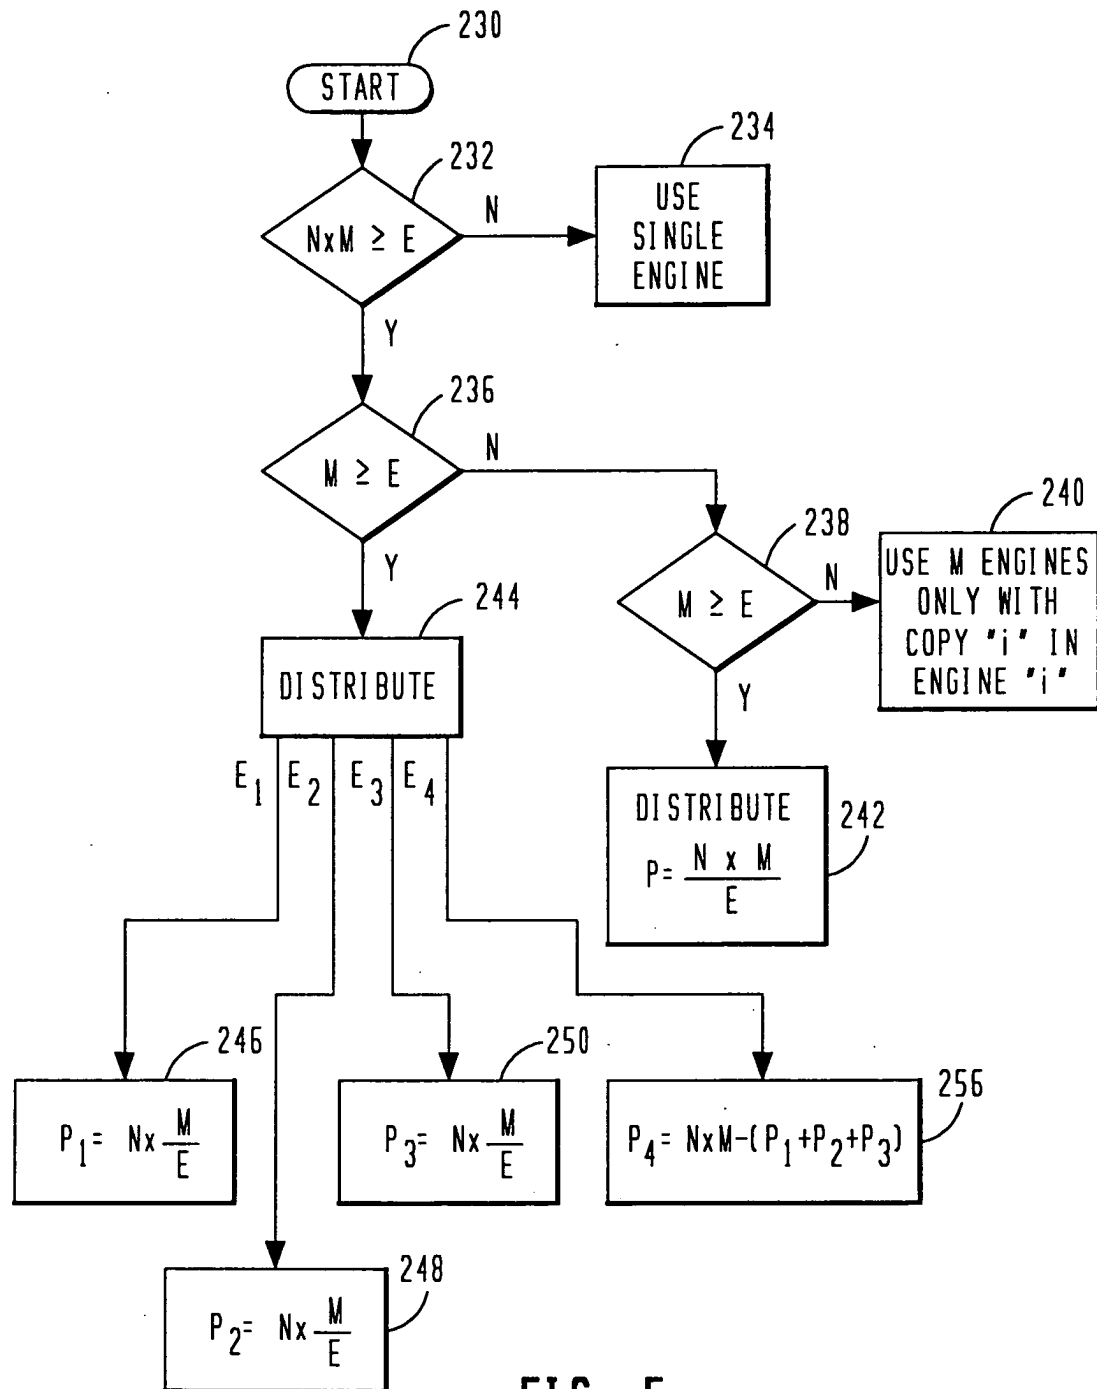 230
START
232
N
234
USE
SINGLE
ENGINE
NxM ≥ E
Y
236
N
M ≥ E
Y
238
N
240
USE M ENGINES
ONLY WITH
COPY "i" IN
ENGINE "i"
M ≥ E
Y
244
DISTRIBUTE
E1 E2 E3 E4
DISTRIBUTE
P= N x M / E
242
246
P1= Nx M/E
250
P3= Nx M/E
256
P4= NxM-(P1+P2+P3)
248
P2= Nx M/E